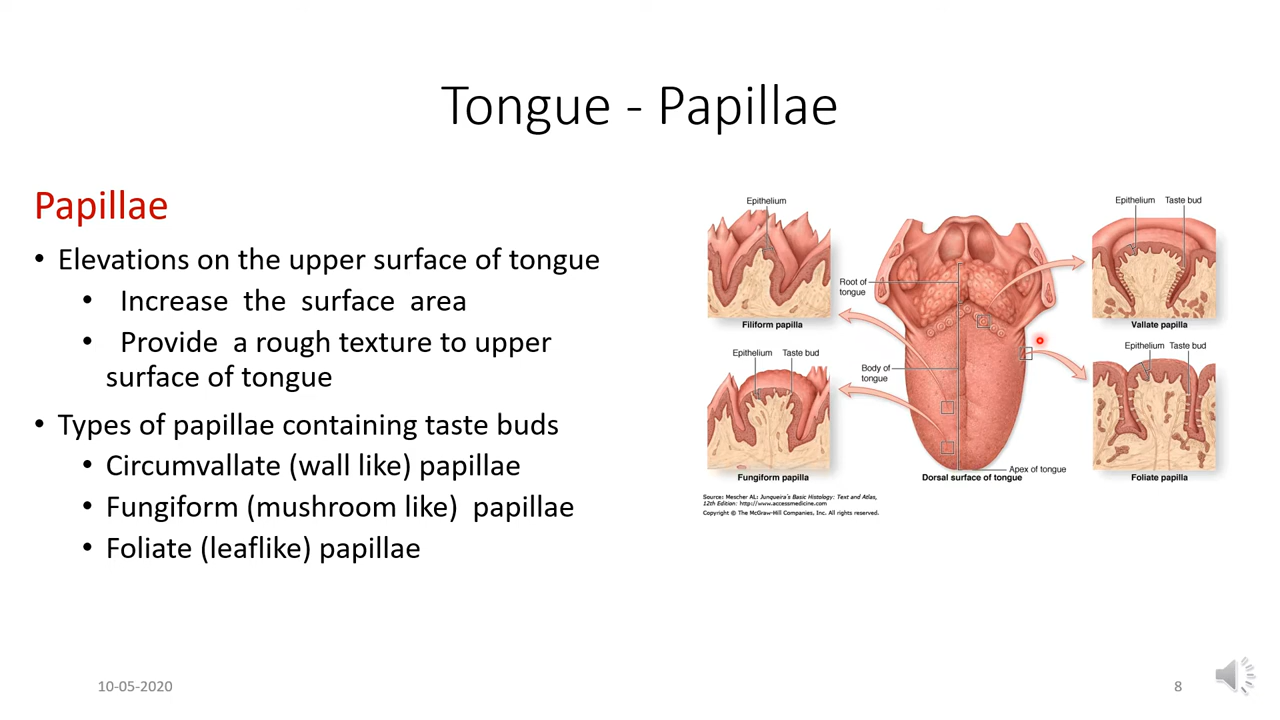 Tongue - Papillae
Papillae
• Elevations on the upper surface of tongue
• Increase the surface area
• Provide a rough texture to upper
surface of tongue
• Types of papillae containing taste buds
• Circumvallate (wall like) papillae
• Fungiform (mushroom like) papillae
• Foliate (leaflike) papillae
Epithelium
Filiform papilla
Epithelium Taste bud
Fungiform papilla
Root of
tongue
Body of
tongue
Apex of tongue
Dorsal surface of tongue
Epithelium Taste bud
Vallate papilla
Epithelium Taste bud
Foliate papilla
Source: Mescher AL: Junqueira's Basic Histology: Text and Atlas,
12th Edition: http://www.accessmedicine.com
Copyright © The McGraw-Hill Companies, Inc. All rights reserved.
10-05-2020
8